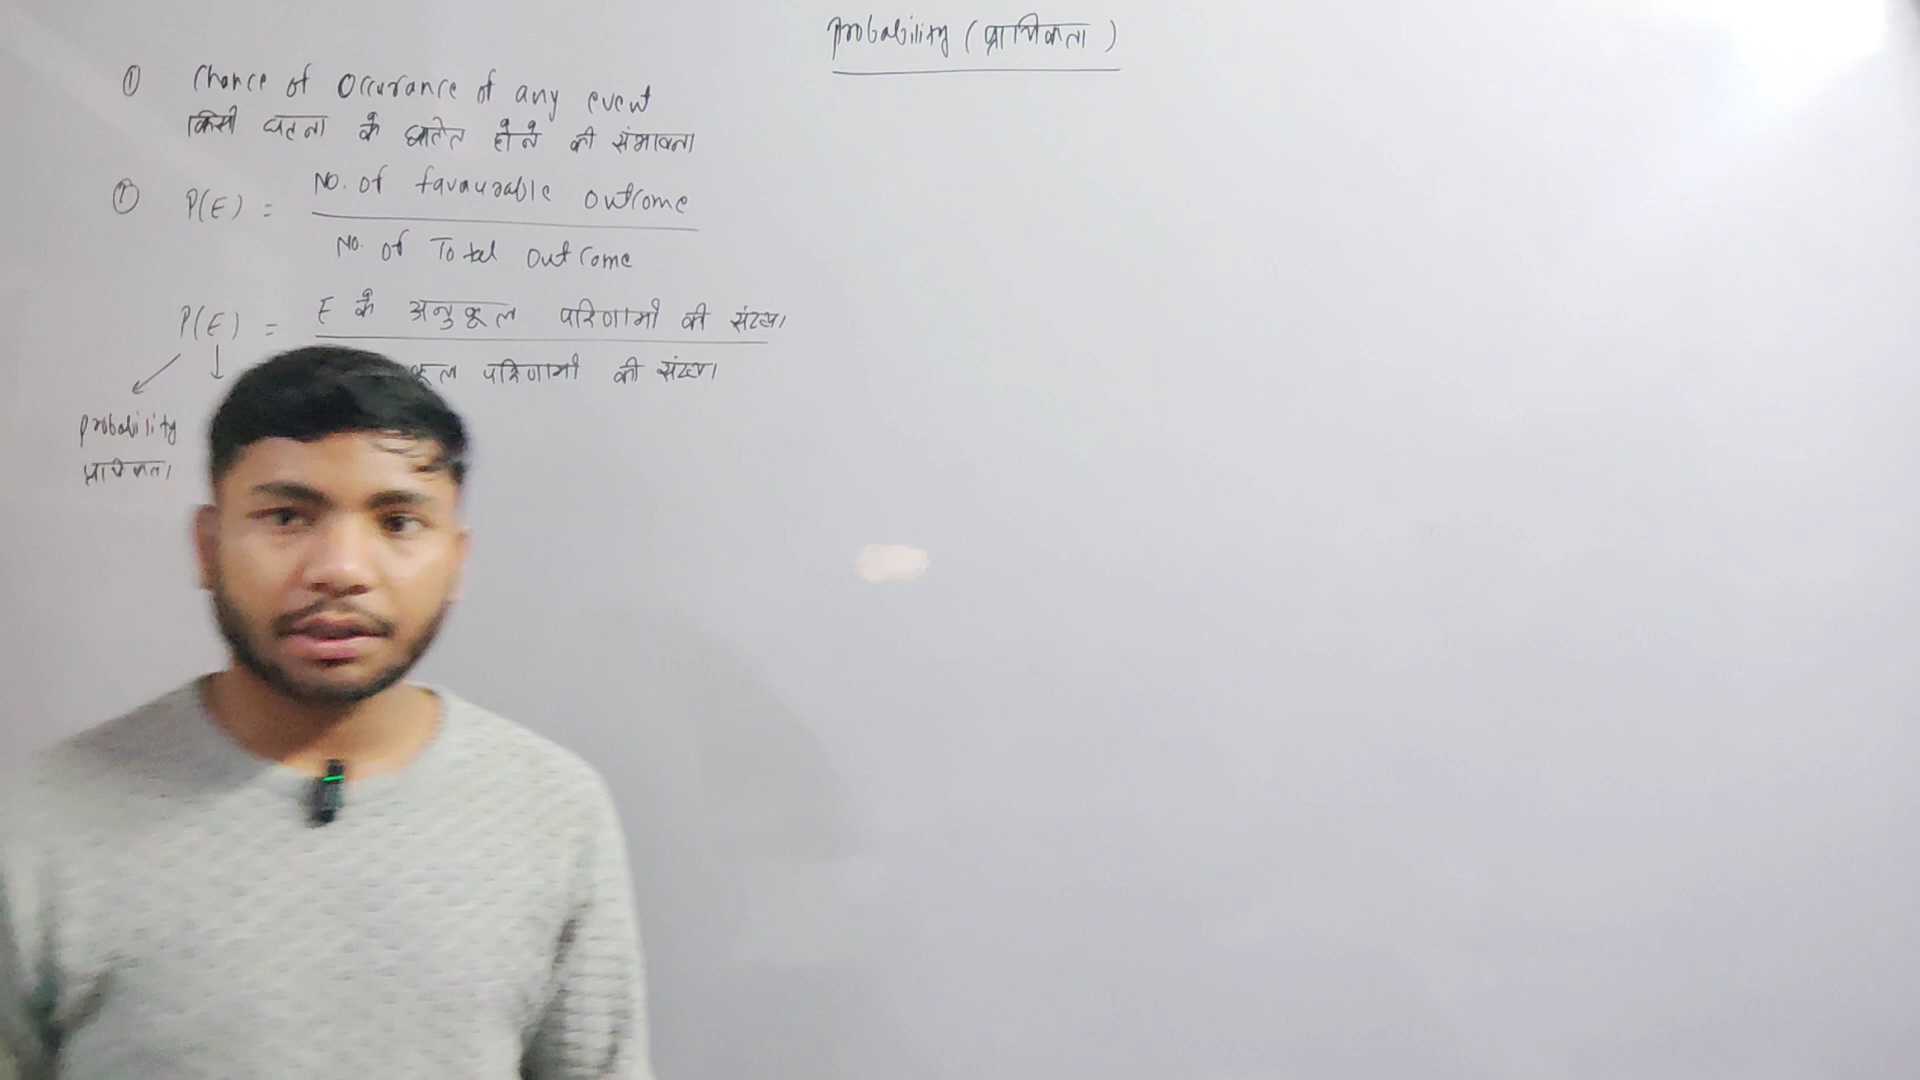 Probability (प्रायिकता)
① Chance of Occurance of any event
किसी घटना के घटित होने की संभावना
② P(E) = No. of favourable outcome
No. of Total outcome
P(E) = E के अनुकूल परिणामों की संख्या
कूल परिणामों की संख्या
Probability
प्रायिकता